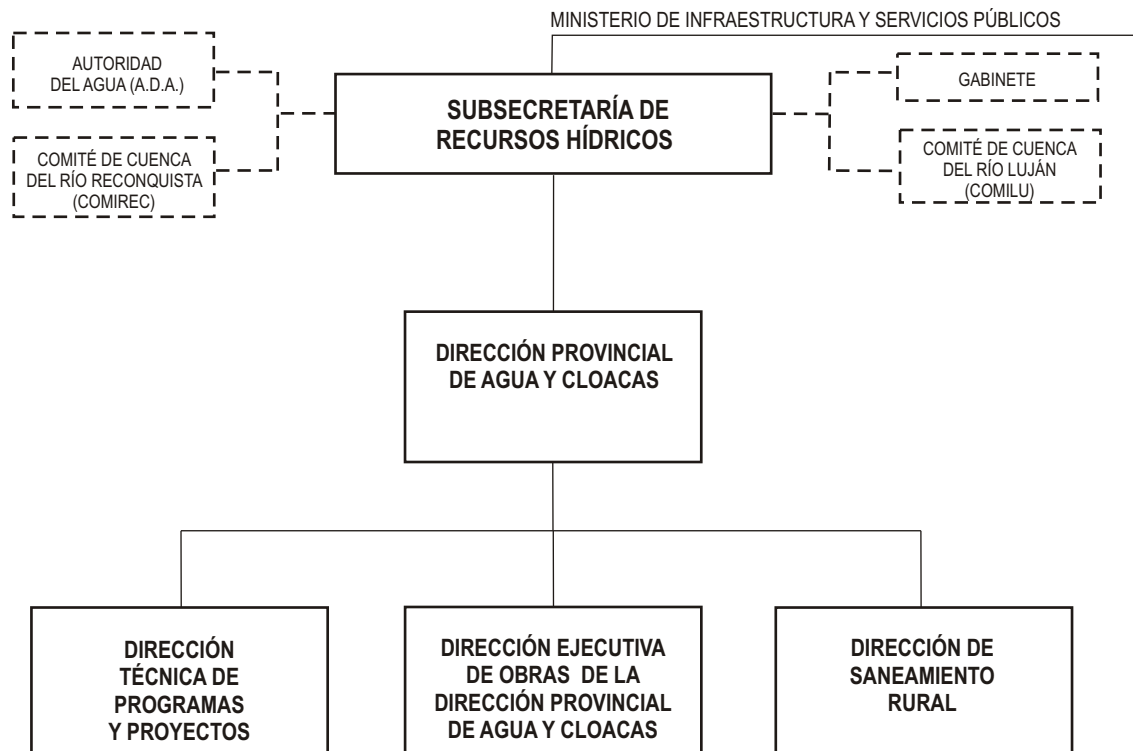 MINISTERIO DE INFRAESTRUCTURA Y SERVICIOS PÚBLICOS
AUTORIDAD
DEL AGUA (A.D.A.)
COMITÉ DE CUENCA
DEL RÍO RECONQUISTA
(COMIREC)
SUBSECRETARÍA DE
RECURSOS HÍDRICOS
GABINETE
COMITÉ DE CUENCA
DEL RÍO LUJÁN
(COMILU)
DIRECCIÓN PROVINCIAL
DE AGUA Y CLOACAS
DIRECCIÓN
TÉCNICA DE
PROGRAMAS
Y PROYECTOS
DIRECCIÓN EJECUTIVA
DE OBRAS DE LA
DIRECCIÓN PROVINCIAL
DE AGUA Y CLOACAS
DIRECCIÓN DE
SANEAMIENTO
RURAL